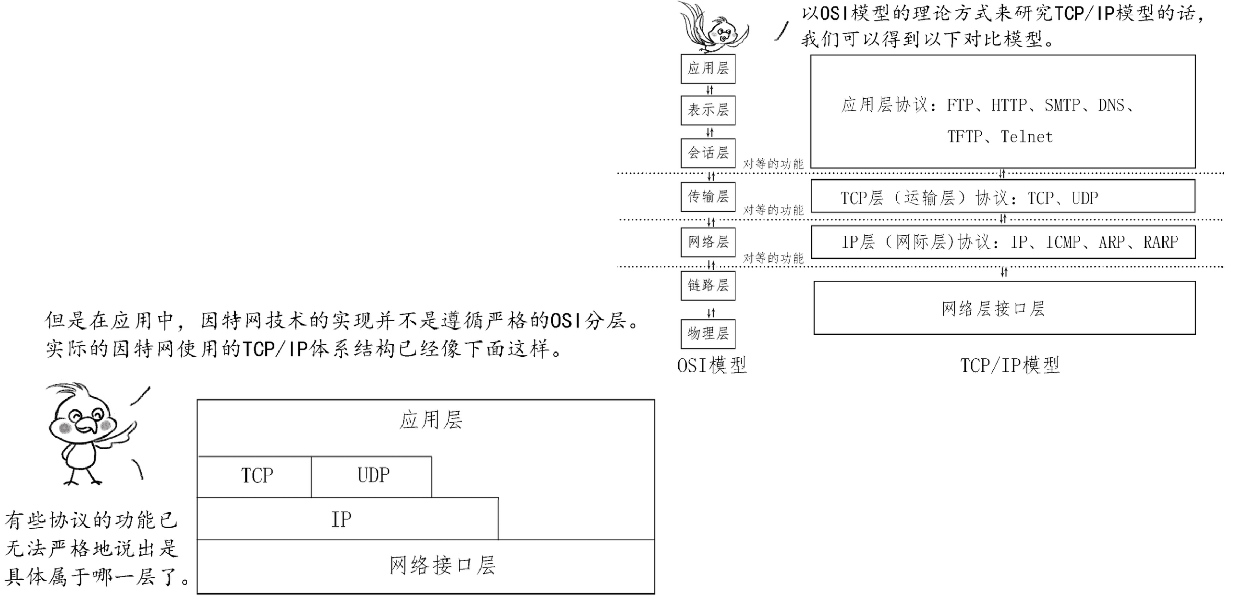 以OSI模型的理论方式来研究TCP/IP模型的话，
我们可以得到以下对比模型。
应用层
表示层
会话层
传输层
网络层
链路层
物理层
OSI模型
对等的功能
对等的功能
对等的功能
应用层协议：FTP、HTTP、SMTP、DNS、
TFTP、Telnet
TCP层（运输层）协议：TCP、UDP
IP层（网际层)协议：IP、ICMP、ARP、RARP
网络层接口层
TCP/IP模型
但是在应用中，因特网技术的实现并不是遵循严格的OSI分层。
实际的因特网使用的TCP/IP体系结构已经像下面这样。
有些协议的功能已
无法严格地说出是
具体属于哪一层了。
应用层
TCP
UDP
IP
网络接口层